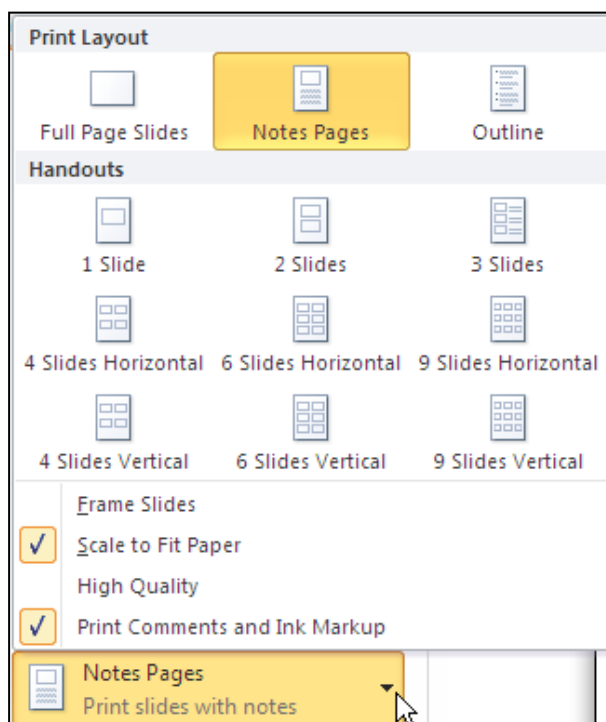 Print Layout
Full Page Slides Notes Pages Outline
Handouts
1 Slide 2 Slides 3 Slides
4 Slides Horizontal 6 Slides Horizontal 9 Slides Horizontal
4 Slides Vertical 6 Slides Vertical 9 Slides Vertical
Frame Slides
Scale to Fit Paper
High Quality
Print Comments and Ink Markup
Notes Pages
Print slides with notes